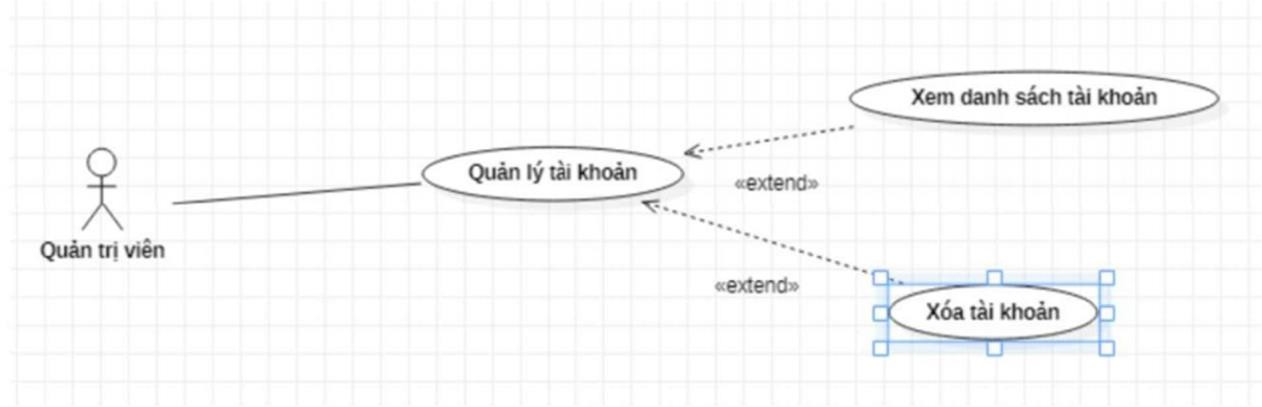 Xem danh sách tài khoản
Quản lý tài khoản
«extend»
Quản trị viên
«extend»
Xóa tài khoản